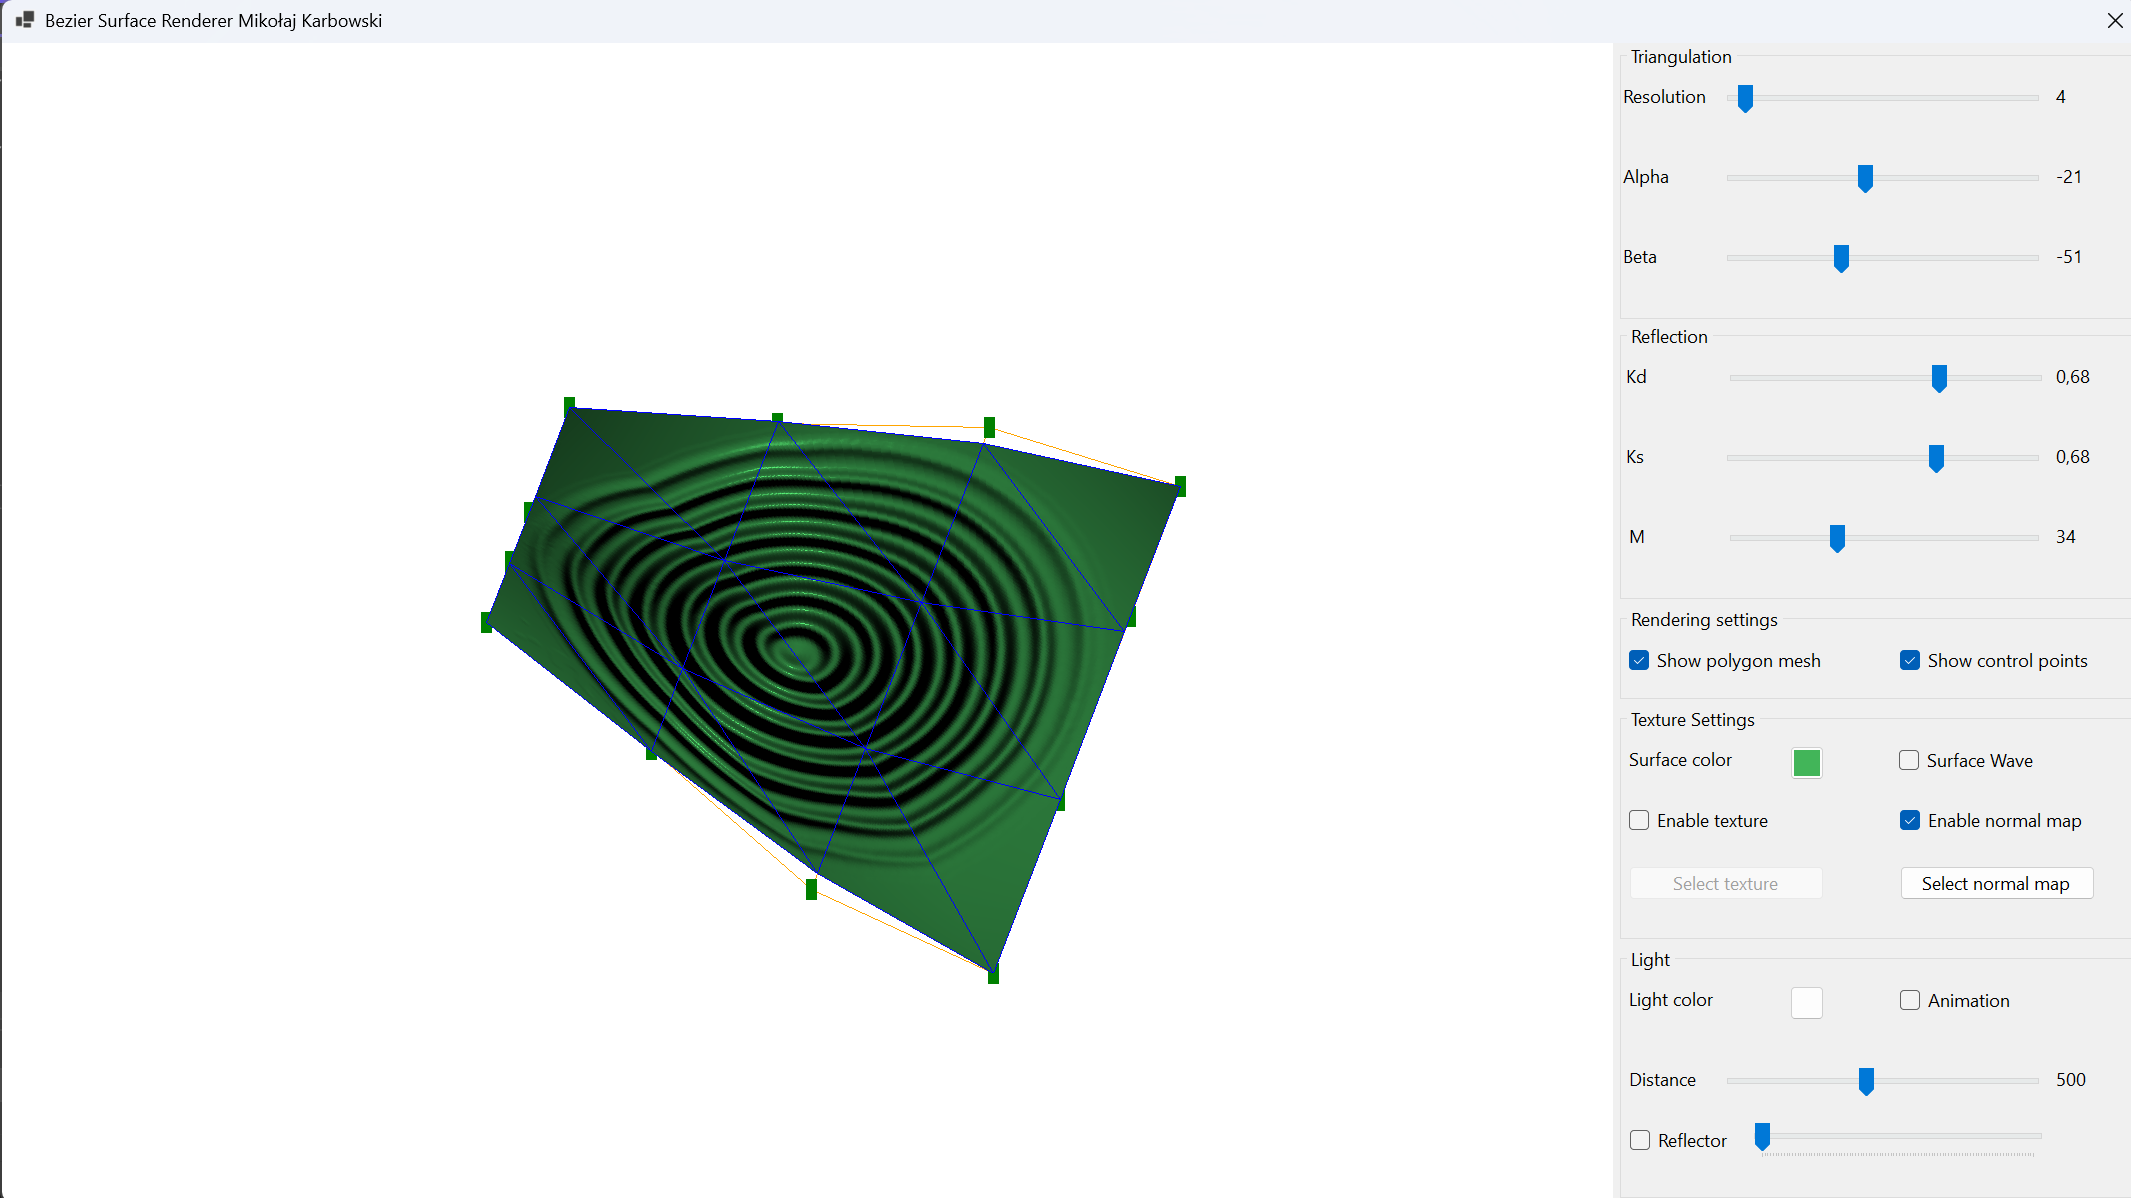 Bezier Surface Renderer Mikołaj Karbowski
Triangulation
Resolution 4
Alpha -21
Beta -51
Reflection
Kd 0,68
Ks 0,68
M 34
Rendering settings
Show polygon mesh Show control points
Texture Settings
Surface color Surface Wave
Enable texture Enable normal map
Select texture Select normal map
Light
Light color Animation
Distance 500
Reflector